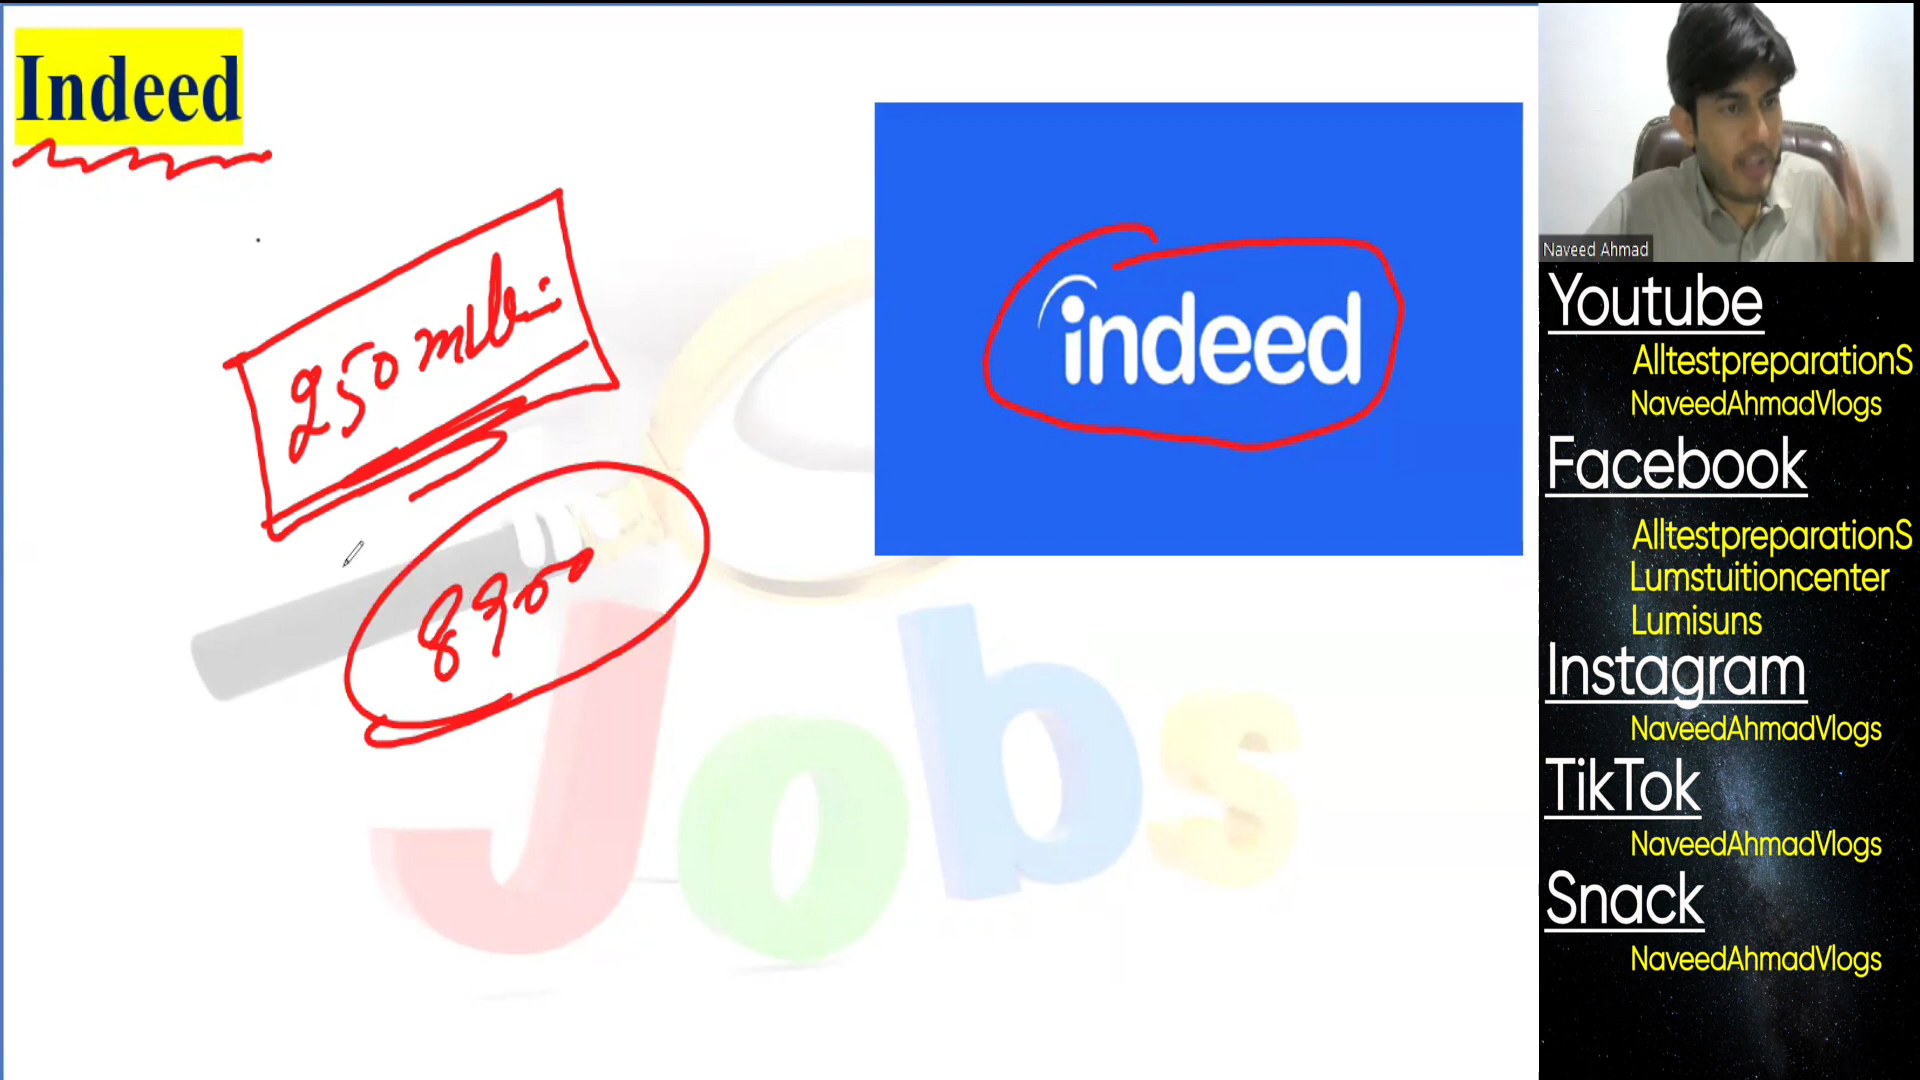 Indeed
250 mil
8900
indeed
Jobs
Naveed Ahmad
Youtube
AlltestpreparationS
NaveedAhmadVlogs
Facebook
AlltestpreparationS
Lumstuitioncenter
Lumisuns
Instagram
NaveedAhmadVlogs
TikTok
NaveedAhmadVlogs
Snack
NaveedAhmadVlogs